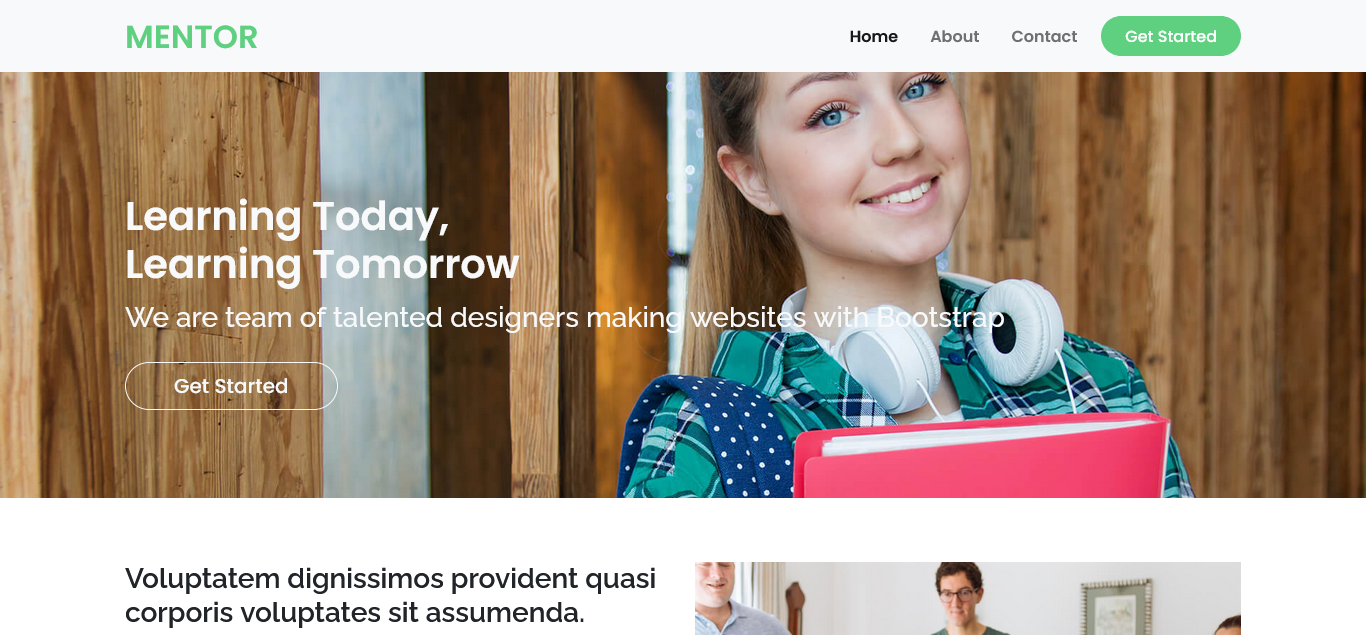 MENTOR
Home
About
Contact
Get Started
Learning Today,
Learning Tomorrow
We are team of talented designers making websites with Bootstrap
Get Started
Voluptatem dignissimos provident quasi
corporis voluptates sit assumenda.